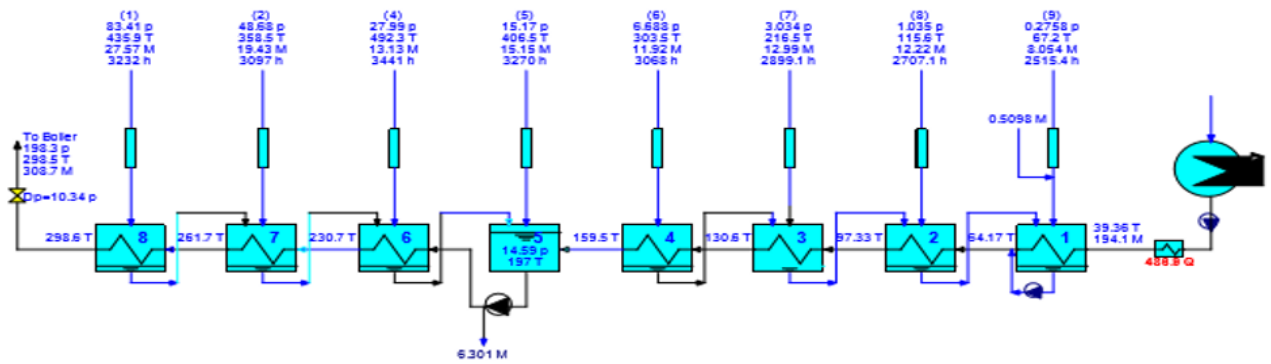 (1)
83.41 p
435.9 T
27.57 M
3232 h
(2)
48.68 p
358.5 T
19.43 M
3097 h
(4)
27.99 p
492.3 T
13.13 M
3441 h
(5)
15.17 p
406.5 T
15.15 M
3270 h
(6)
6.688 p
303.5 T
11.92 M
3068 h
(7)
3.034 p
216.5 T
12.99 M
2899.1 h
(8)
1.035 p
115.6 T
12.22 M
2707.1 h
(9)
0.2758 p
67.2 T
8.054 M
2515.4 h
0.5098 M
To Boiler
198.3 p
298.5 T
308.7 M
Dp=10.34 p
298.6 T
8
261.7 T
7
230.7 T
6
5
14.59 p
197 T
159.5 T
4
130.6 T
3
97.33 T
2
64.17 T
1
39.36 T
194.1 M
486.9 Q
6.301 M